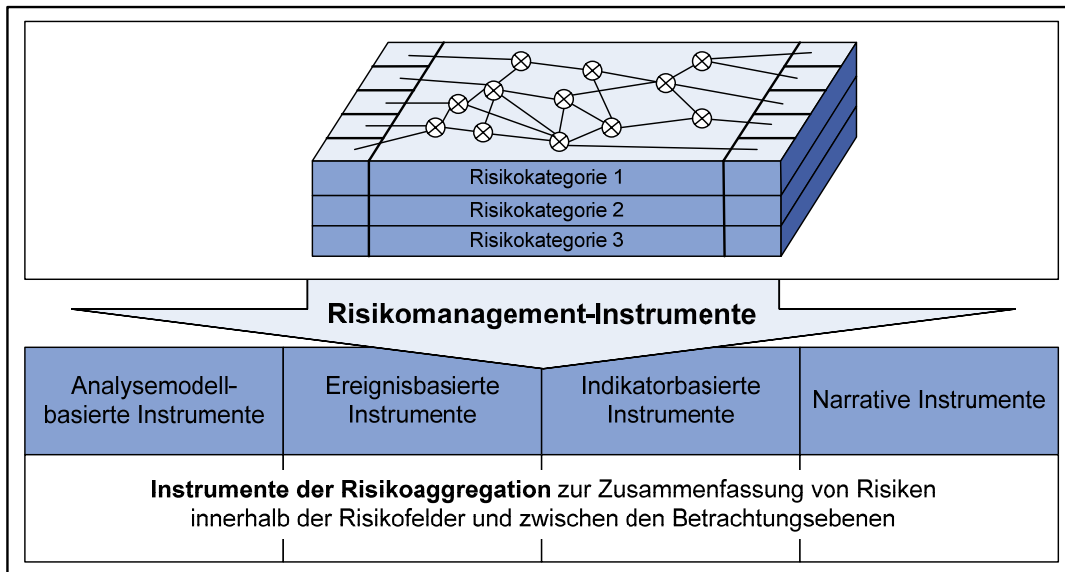 Risikokategorie 1
Risikokategorie 2
Risikokategorie 3
Risikomanagement-Instrumente
Analysemodell-
basierte Instrumente
Ereignisbasierte
Instrumente
Indikatorbasierte
Instrumente
Narrative Instrumente
Instrumente der Risikoaggregation zur Zusammenfassung von Risiken
innerhalb der Risikofelder und zwischen den Betrachtungsebenen